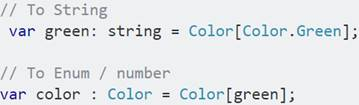 // To String
var green: string = Color[Color.Green];
// To Enum / number
var color : Color = Color[green];